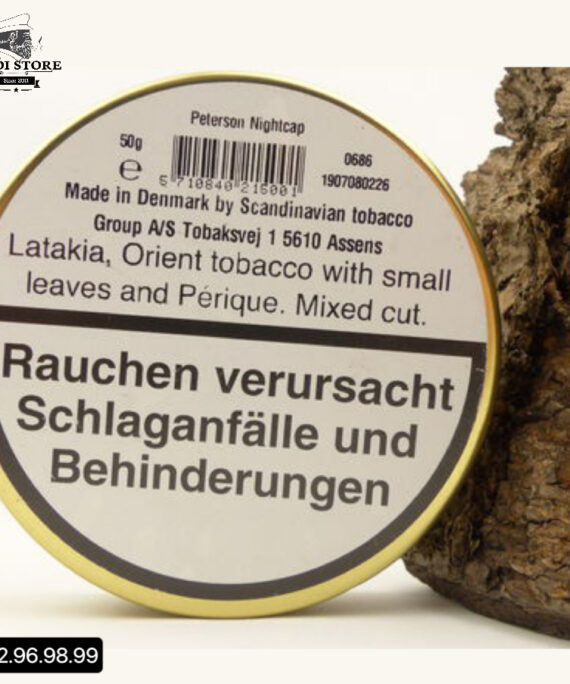 DI STORE
Since 2011
Peterson Nightcap
50g
e
5 710840 215001
0686
1907080226
Made in Denmark by Scandinavian tobacco
Group A/S Tobaksvej 1 5610 Assens
Latakia, Orient tobacco with small
leaves and Périque. Mixed cut.
Rauchen verursacht
Schlaganfälle und
Behinderungen
2.96.98.99